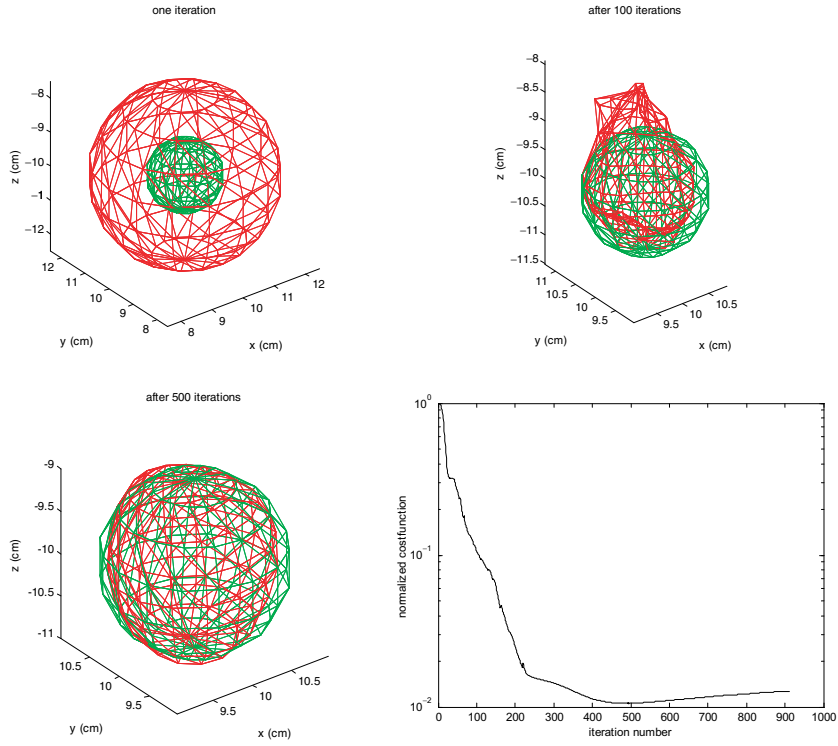 one iteration
−8
−9
−10
−1
−12
z (cm)
12
11
10
9
8
y (cm)
8
9
10
11
12
x (cm)
after 100 iterations
−8
−8.5
−9
−9.5
−10
−10.5
−11
−11.5
z (cm)
11
10.5
10
9.5
y (cm)
9.5
10
10.5
x (cm)
after 500 iterations
-9
-9.5
-10
-10.5
-11
z (cm)
10.5
10
9.5
y (cm)
9.5
10
10.5
x (cm)
10^0
10^-1
10^-2
normalized costfunction
0 100 200 300 400 500 600 700 800 900 1000
iteration number